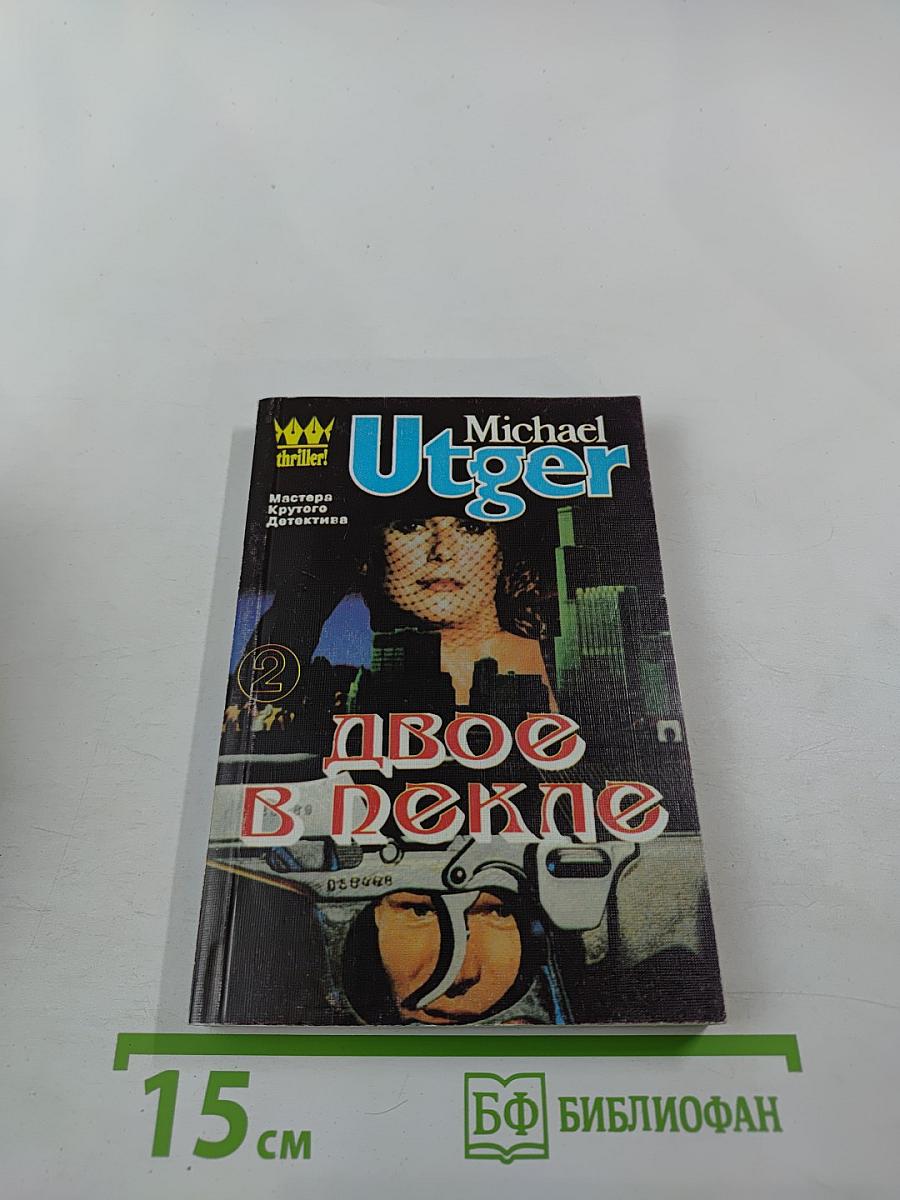 thriller!
Michael
Utger
Мастера
Крутого
Детектива
2
ДВОЕ
В ПЕКЛЕ
15 см
БФ БИБЛИОФАН